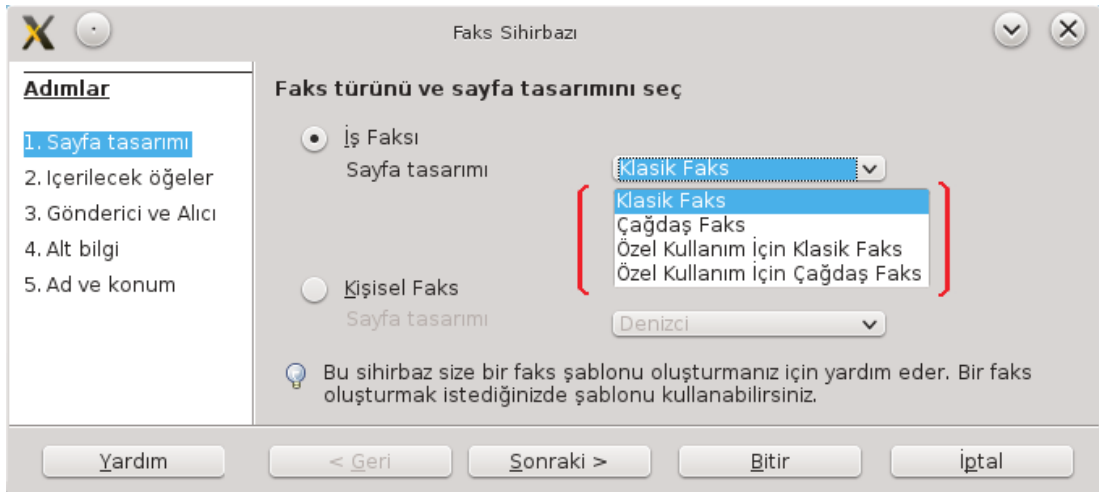 Faks Sihirbazı
Adımlar
1. Sayfa tasarımı
2. Içerilecek öğeler
3. Gönderici ve Alıcı
4. Alt bilgi
5. Ad ve konum
Faks türünü ve sayfa tasarımını seç
İş Faksı
Sayfa tasarımı
Klasik Faks
Klasik Faks
Çağdaş Faks
Özel Kullanım İçin Klasik Faks
Özel Kullanım İçin Çağdaş Faks
Kişisel Faks
Sayfa tasarımı
Denizci
Bu sihirbaz size bir faks şablonu oluşturmanız için yardım eder. Bir faks
oluşturmak istediğinizde şablonu kullanabilirsiniz.
Yardım
< Geri
Sonraki >
Bitir
İptal